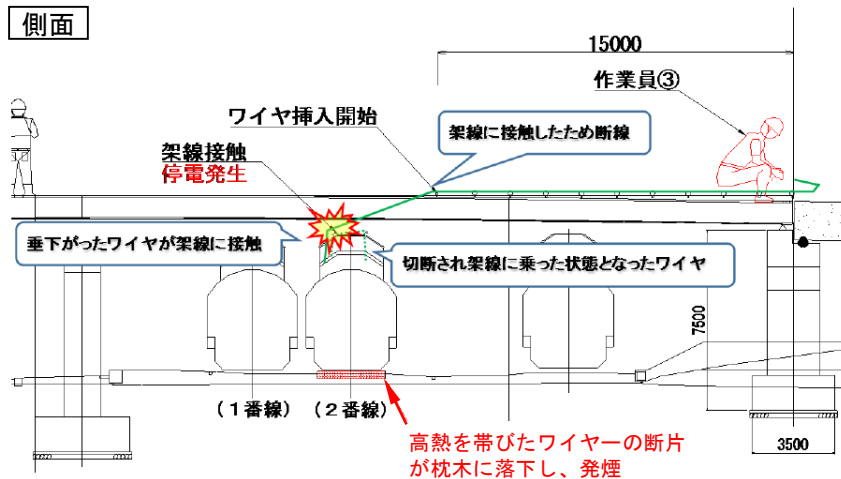 側面
15000
作業員③
ワイヤ挿入開始
架線に接触したため断線
架線接触
停電発生
垂下がったワイヤが架線に接触
切断され架線に乗った状態となったワイヤ
7500
（１番線）
（２番線）
高熱を帯びたワイヤーの断片
が枕木に落下し、発煙
3500